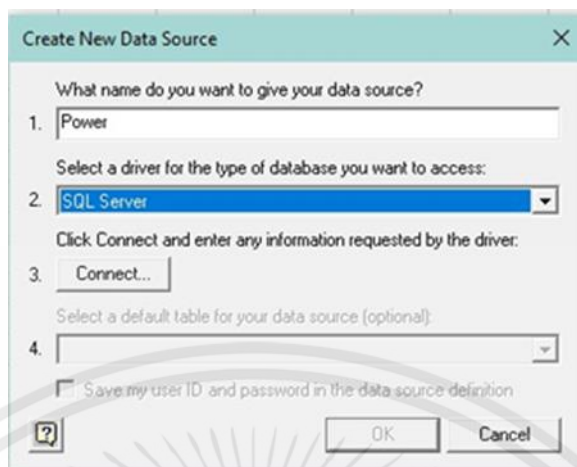 Create New Data Source
What name do you want to give your data source?
1. Power
Select a driver for the type of database you want to access:
2. SQL Server
Click Connect and enter any information requested by the driver:
3. Connect...
Select a default table for your data source (optional):
4.
Save my user ID and password in the data source definition
OK Cancel